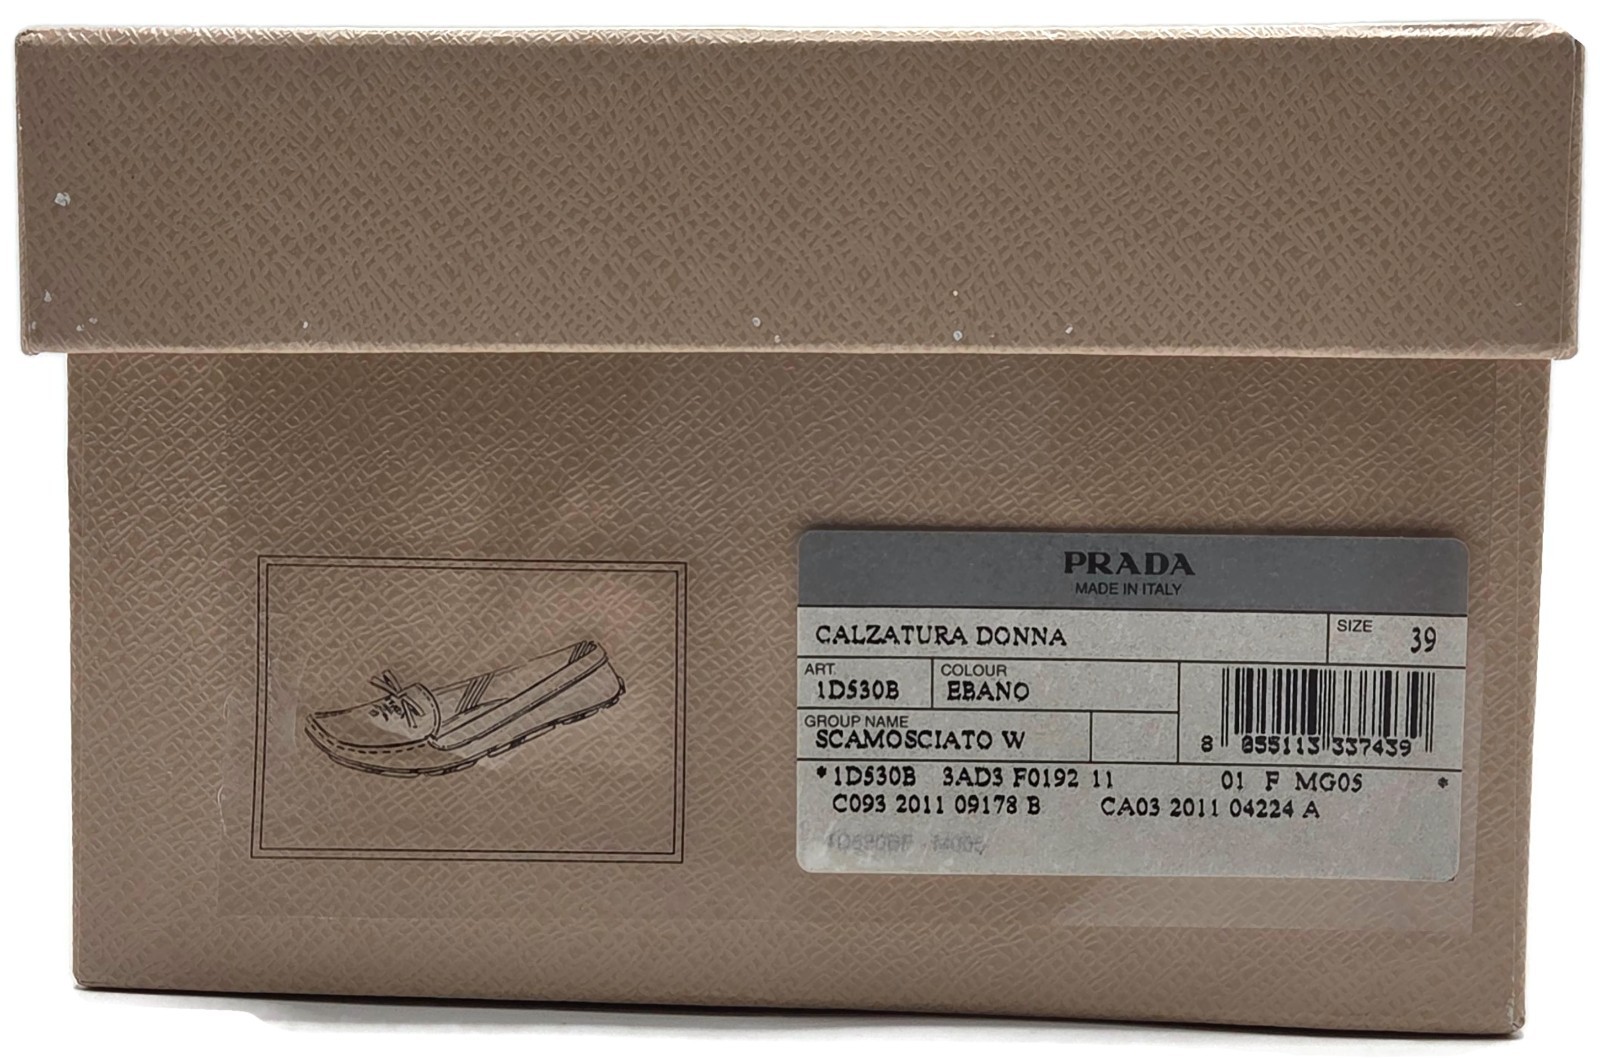 PRADA
MADE IN ITALY
CALZATURA DONNA
SIZE 39
ART. 1D530B
COLOUR EBANO
GROUP NAME
SCAMOSCIATO W
8 055113 337439
*1D530B 3AD3 F0192 11 01 F MG05 *
C093 2011 09178 B CA03 2011 04224 A